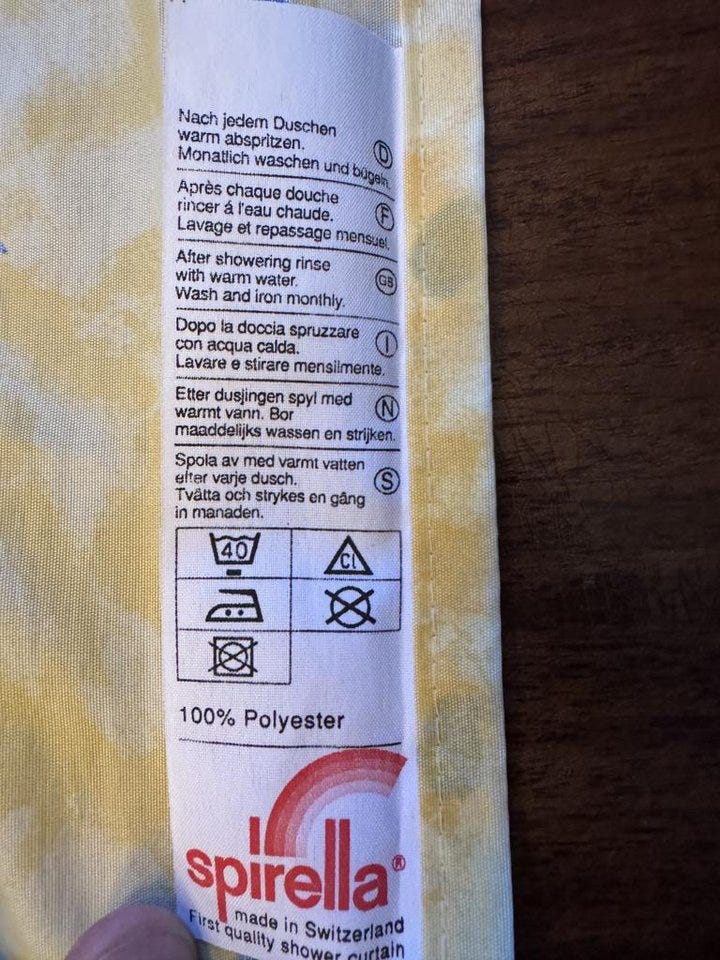 Nach jedem Duschen
warm abspritzen.
Monatlich waschen und bügeln.
D
Après chaque douche
rincer á l'eau chaude.
Lavage et repassage mensuel.
F
After showering rinse
with warm water.
Wash and iron monthly.
GB
Dopo la doccia spruzzare
con acqua calda.
Lavare e stirare mensilmente.
I
Etter dusjingen spyl med
warmt vann. Bor
maaddelijks wassen en strijken.
N
Spola av med varmt vatten
efter varje dusch.
Tvätta och strykes en gång
in manaden.
S
40
CL
100% Polyester
spirella®
made in Switzerland
First quality shower curtain